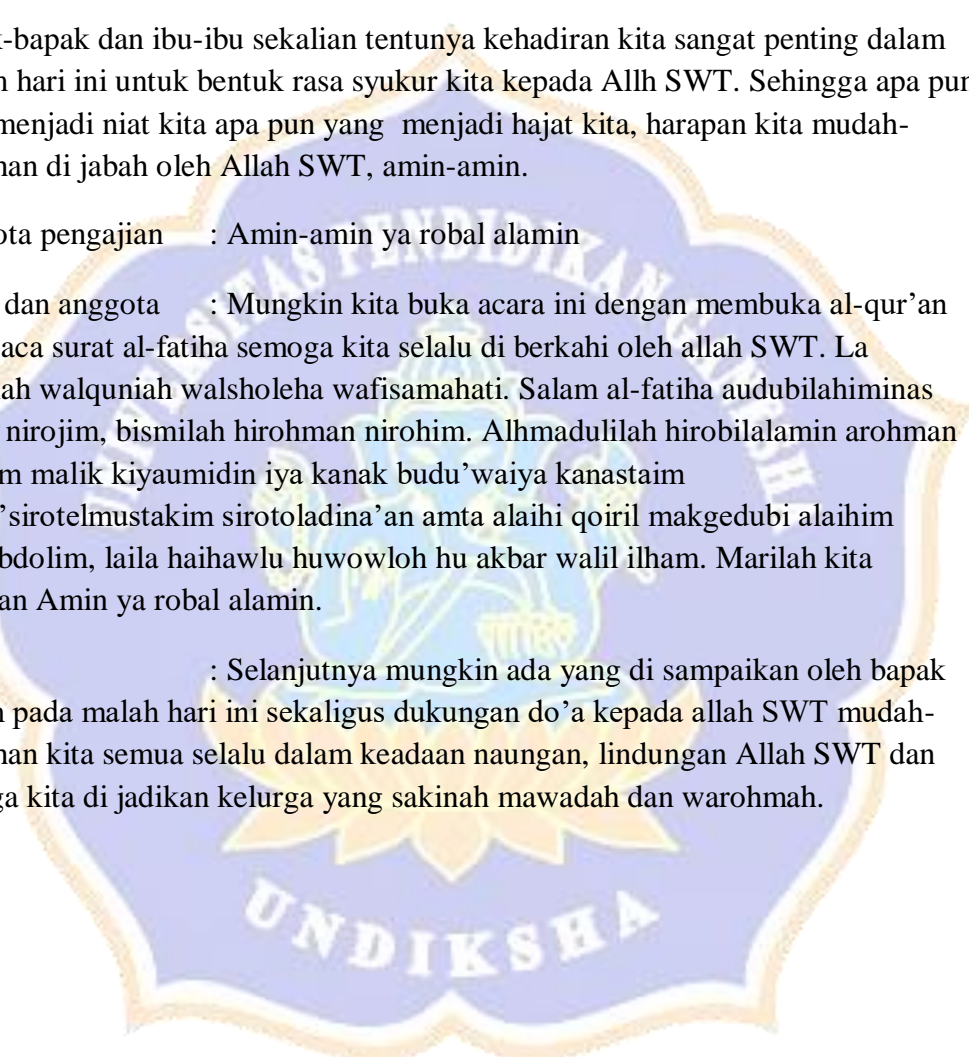 k-bapak dan ibu-ibu sekalian tentunya kehadiran kita sangat penting dalam
n hari ini untuk bentuk rasa syukur kita kepada Allh SWT. Sehingga apa pun
menjadi niat kita apa pun yang menjadi hajat kita, harapan kita mudah-
nan di jabah oleh Allah SWT, amin-amin.
ota pengajian : Amin-amin ya robal alamin
dan anggota : Mungkin kita buka acara ini dengan membuka al-qur’an
aca surat al-fatiha semoga kita selalu di berkahi oleh allah SWT. La
ah walquniah walsholeha wafisamahati. Salam al-fatiha audubilahiminas
nirojim, bismilah hirohman nirohim. Alhmadulilah hirobilalamin arohman
m malik kiyaumidin iya kanak budu’waiya kanastaim
’sirotelmustakim sirotoladina’an amta alaihi qoiril makgedubi alaihim
bdolim, laila haihawlu huwowloh hu akbar walil ilham. Marilah kita
an Amin ya robal alamin.
: Selanjutnya mungkin ada yang di sampaikan oleh bapak
n pada malah hari ini sekaligus dukungan do’a kepada allah SWT mudah-
nan kita semua selalu dalam keadaan naungan, lindungan Allah SWT dan
ga kita di jadikan kelurga yang sakinah mawadah dan warohmah.
UNIVERSITAS PENDIDIKAN GANESHA
UNDIKSHA